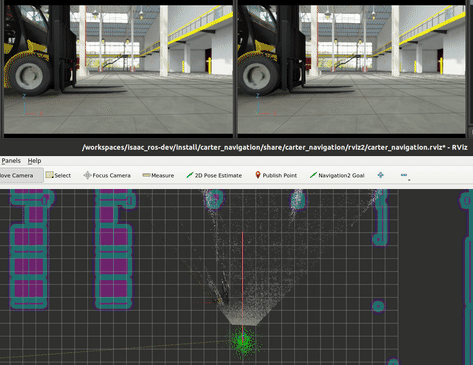 /workspaces/isaac_ros-dev/install/carter_navigation/share/carter_navigation/rviz2/carter_navigation.rviz* - RViz
Panels Help
ove Camera Select Focus Camera Measure 2D Pose Estimate Publish Point Navigation2 Goal